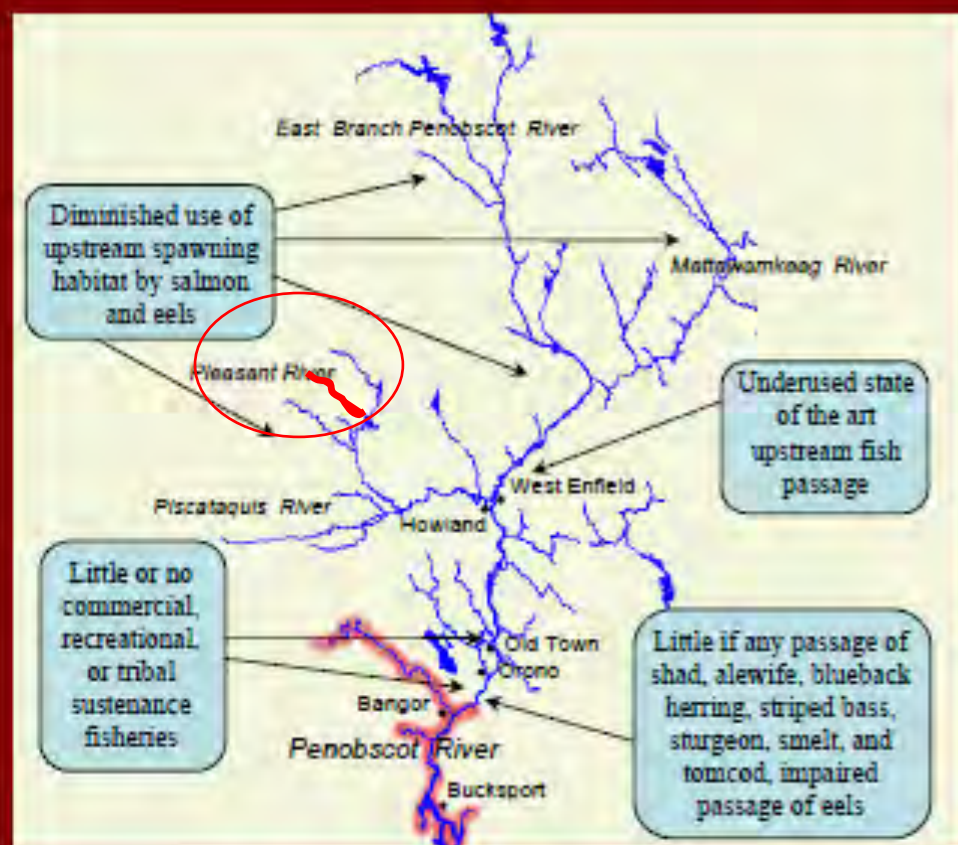 East Branch Penobscot River
Diminished use of
upstream spawning
habitat by salmon
and eels
Mattawamkeag River
Pleasant River
Underused state
of the art
upstream fish
passage
West Enfield
Piscataquis River
Howland
Little or no
commercial,
recreational,
or tribal
sustenance
fisheries
Old Town
Orono
Little if any passage of
shad, alewife, blueback
herring, striped bass,
sturgeon, smelt, and
tomcod, impaired
passage of eels
Bangor
Penobscot River
Bucksport